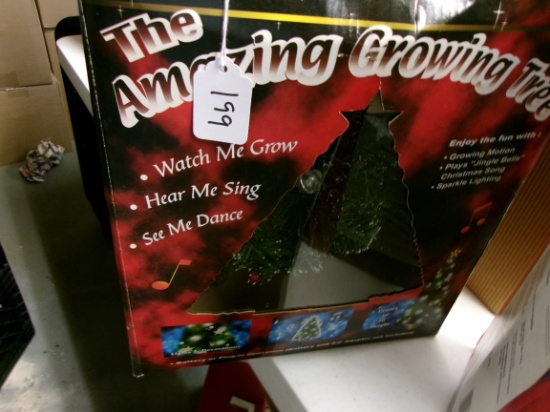 The
Amazing Growing Tree
199
• Watch Me Grow
• Hear Me Sing
• See Me Dance
Enjoy the fun with :
• Growing Motion
• Plays "Jingle Bells"
Christmas Song
• Sparkle Lighting